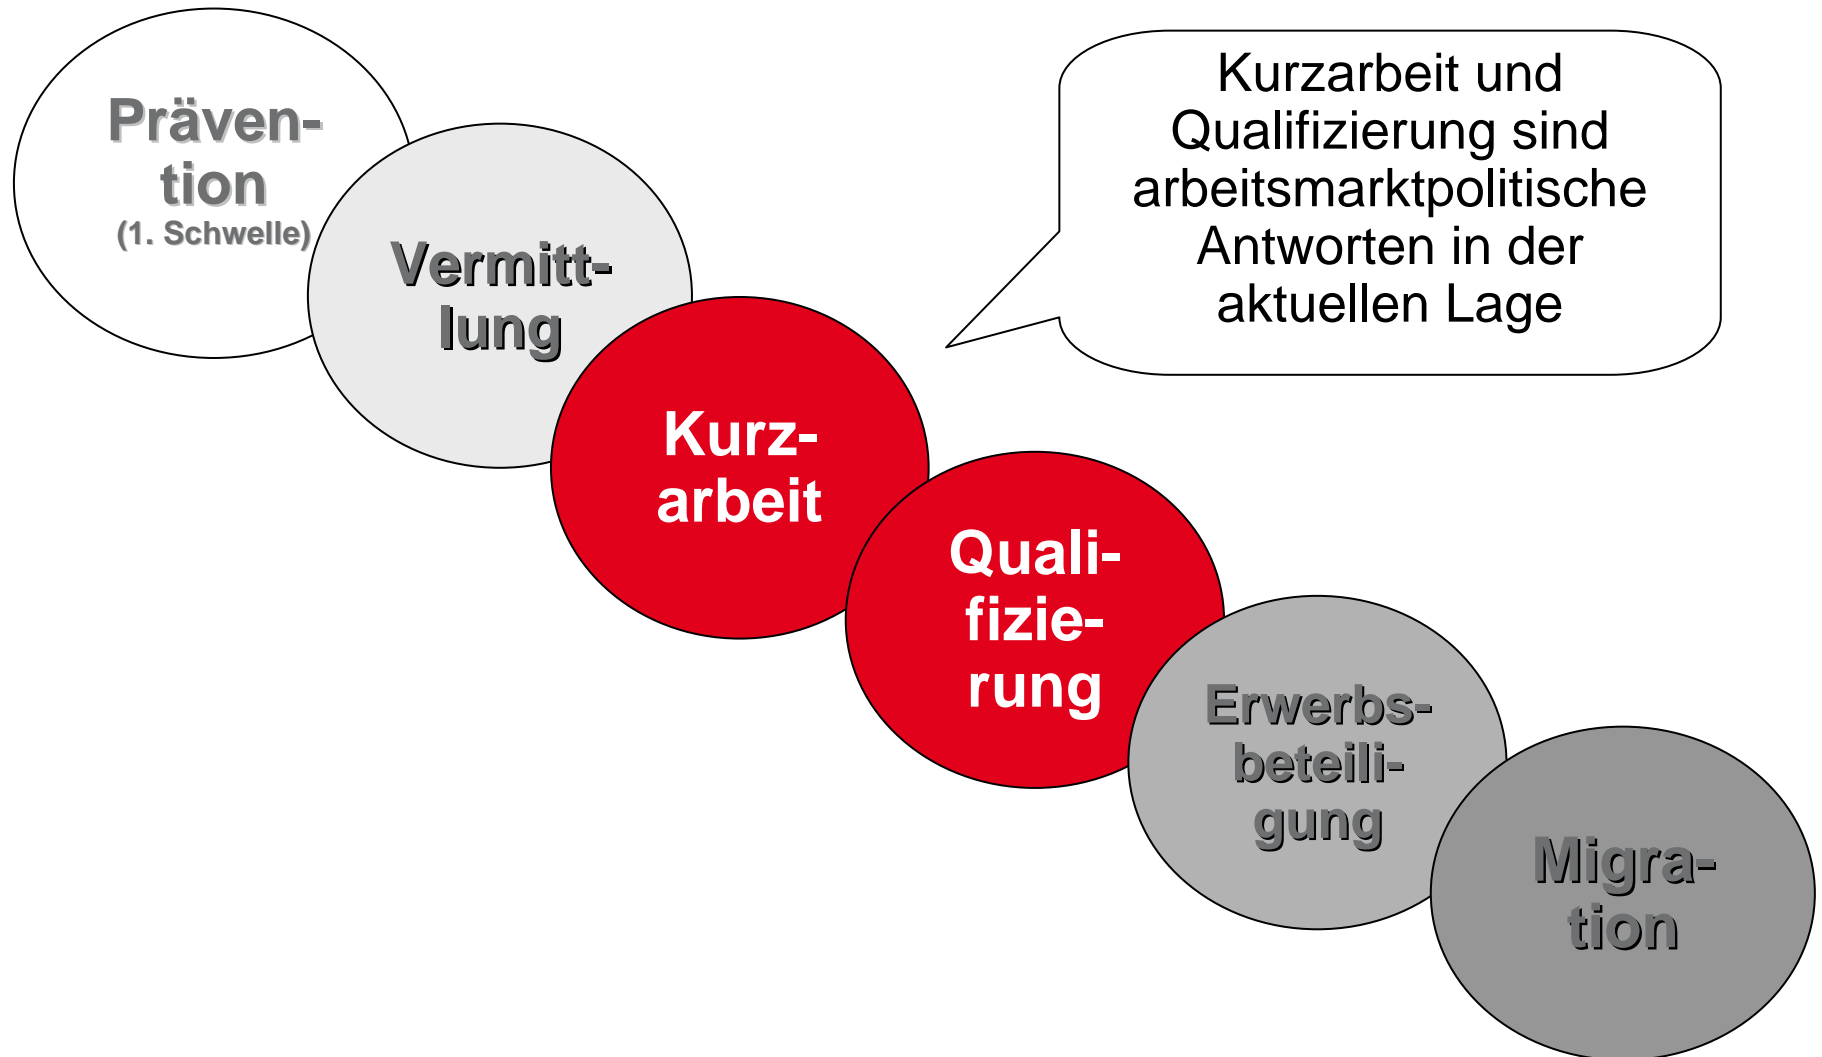 Präven-
tion
(1. Schwelle)
Vermitt-
lung
Kurz-
arbeit
Quali-
fizie-
rung
Erwerbs-
beteili-
gung
Migra-
tion
Kurzarbeit und
Qualifizierung sind
arbeitsmarktpolitische
Antworten in der
aktuellen Lage